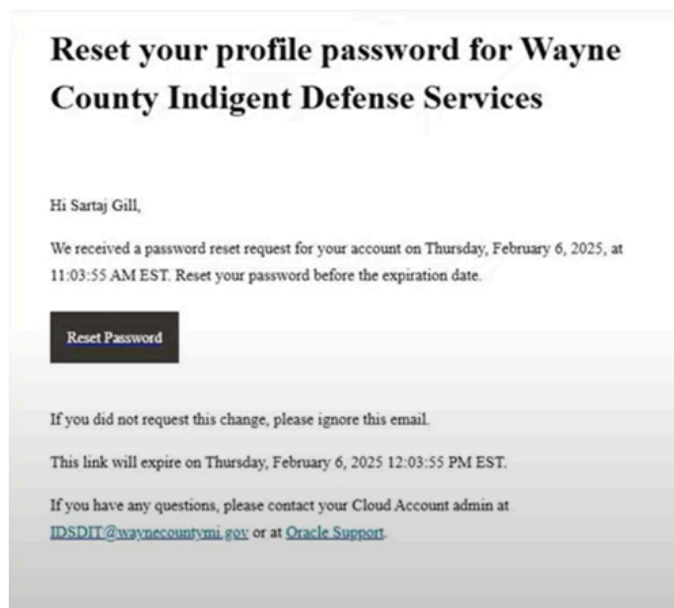 Reset your profile password for Wayne
County Indigent Defense Services
Hi Sartaj Gill,
We received a password reset request for your account on Thursday, February 6, 2025, at
11:03:55 AM EST. Reset your password before the expiration date.
Reset Password
If you did not request this change, please ignore this email.
This link will expire on Thursday, February 6, 2025 12:03:55 PM EST.
If you have any questions, please contact your Cloud Account admin at
IDSDIT@waynecountymi.gov or at Oracle Support.